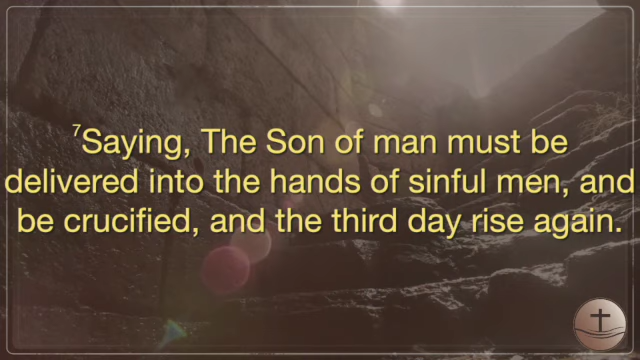 ⁷Saying, The Son of man must be
delivered into the hands of sinful men, and
be crucified, and the third day rise again.